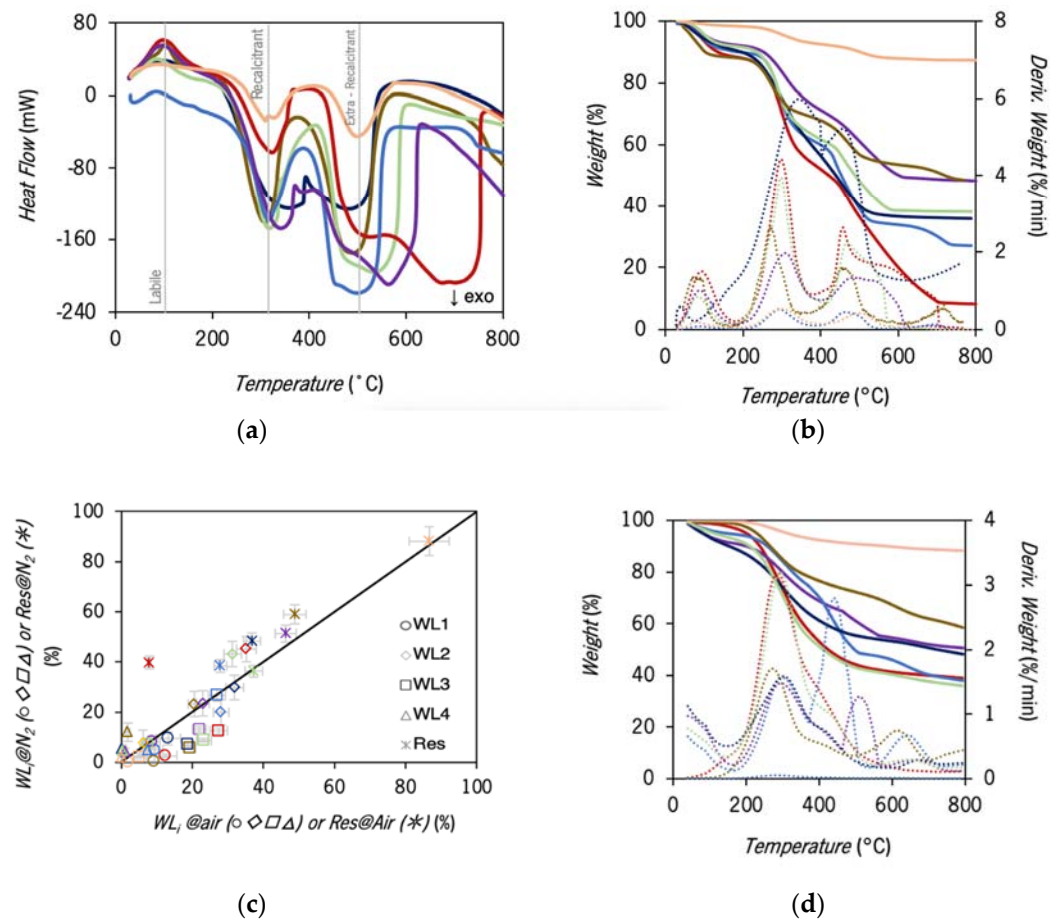 80
0
-80
-160
-240
Heat Flow (mW)
Labile
Recalcitrant
Extra - Recalcitrant
↓ exo
0 200 400 600 800
Temperature (˚C)
(a)
100
80
60
40
20
0
Weight (%)
8
6
4
2
0
Deriv. Weight (%/min)
0 200 400 600 800
Temperature (°C)
(b)
100
80
60
40
20
0
WLi@N2 (○◇□△) or Res@N2 (*)
(%)
WL1
WL2
WL3
WL4
Res
0 20 40 60 80 100
WLi @air (○◇□△) or Res@Air (*) (%)
(c)
100
80
60
40
20
0
Weight (%)
4
3
2
1
0
Deriv. Weight (%/min)
0 200 400 600 800
Temperature (°C)
(d)